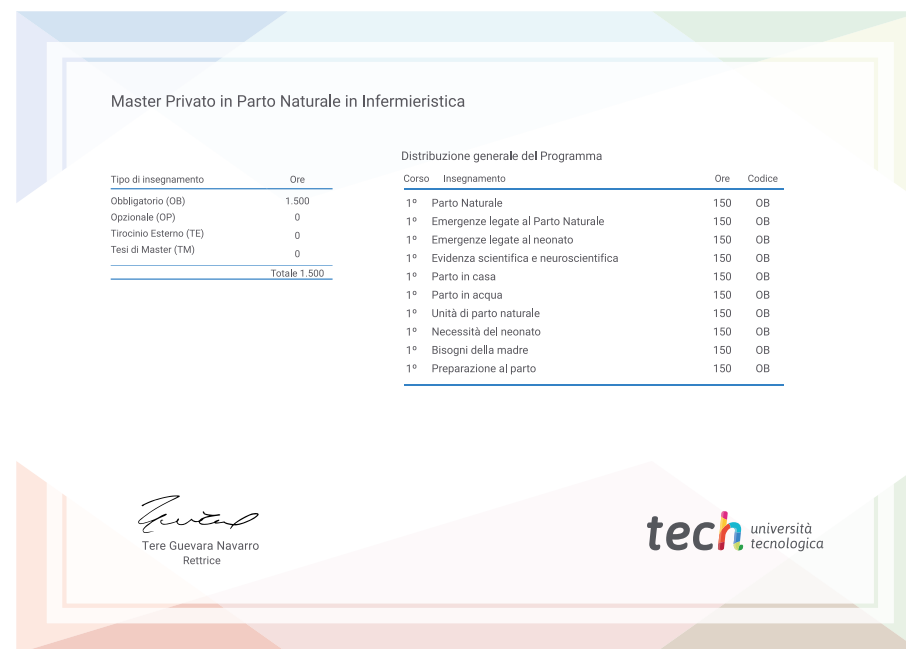 Master Privato in Parto Naturale in Infermieristica
Tipo di insegnamento Ore
Obbligatorio (OB) 1.500
Opzionale (OP) 0
Tirocinio Esterno (TE) 0
Tesi di Master (TM) 0
Totale 1.500
Distribuzione generale del Programma
Corso Insegnamento Ore Codice
1º Parto Naturale 150 OB
1º Emergenze legate al Parto Naturale 150 OB
1º Emergenze legate al neonato 150 OB
1º Evidenza scientifica e neuroscientifica 150 OB
1º Parto in casa 150 OB
1º Parto in acqua 150 OB
1º Unità di parto naturale 150 OB
1º Necessità del neonato 150 OB
1º Bisogni della madre 150 OB
1º Preparazione al parto 150 OB
Tere Guevara Navarro
Rettrice
tech università
tecnologica